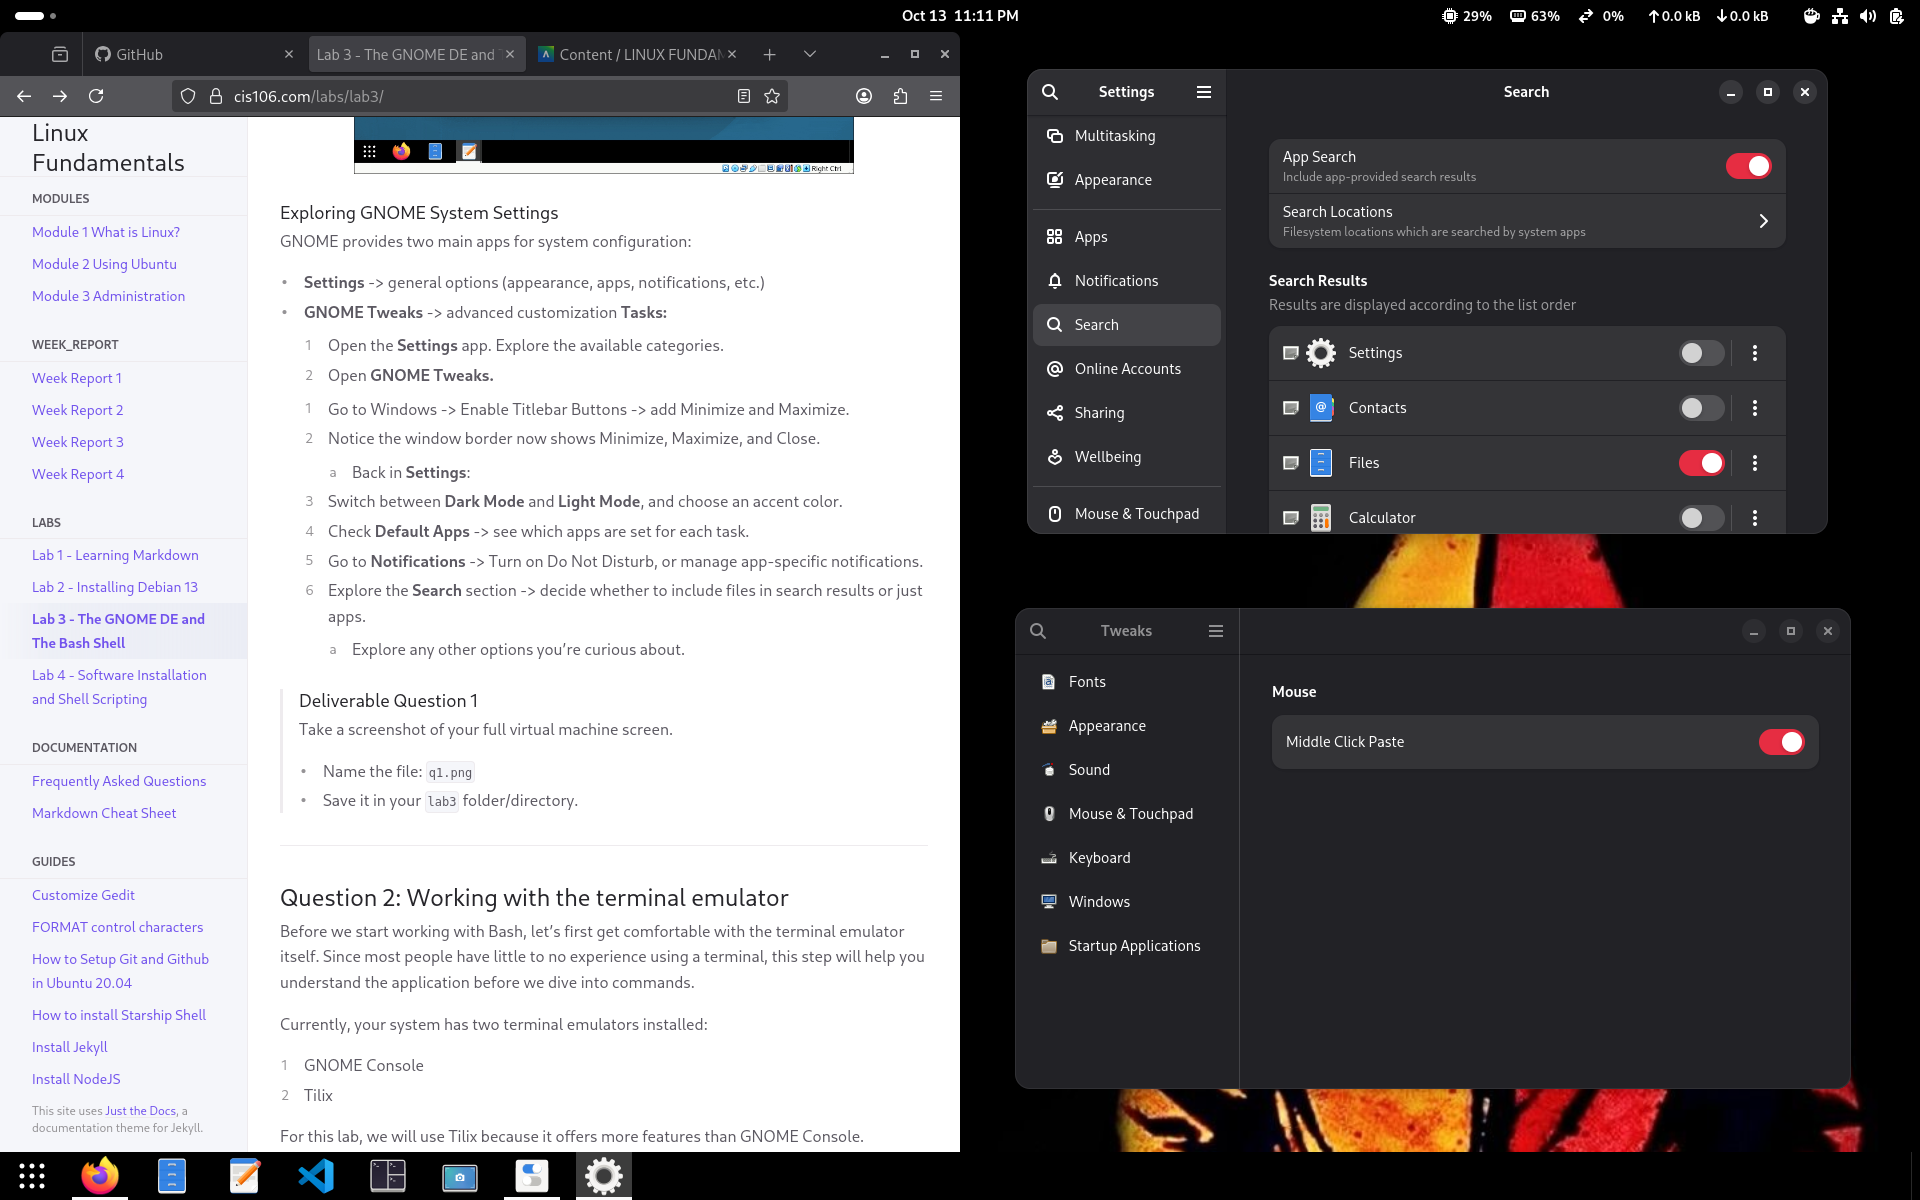 Oct 13 11:11 PM
29%
63%
0%
0.0 kB
0.0 kB
GitHub
Lab 3 - The GNOME DE and
Content / LINUX FUNDAM
cis106.com/labs/lab3/
Linux
Fundamentals
MODULES
Module 1 What is Linux?
Module 2 Using Ubuntu
Module 3 Administration
WEEK_REPORT
Week Report 1
Week Report 2
Week Report 3
Week Report 4
LABS
Lab 1 - Learning Markdown
Lab 2 - Installing Debian 13
Lab 3 - The GNOME DE and
The Bash Shell
Lab 4 - Software Installation
and Shell Scripting
DOCUMENTATION
Frequently Asked Questions
Markdown Cheat Sheet
GUIDES
Customize Gedit
FORMAT control characters
How to Setup Git and Github
in Ubuntu 20.04
How to install Starship Shell
Install Jekyll
Install NodeJS
This site uses Just the Docs, a
documentation theme for Jekyll.
Right Ctrl
Exploring GNOME System Settings
GNOME provides two main apps for system configuration:
• Settings -> general options (appearance, apps, notifications, etc.)
• GNOME Tweaks -> advanced customization Tasks:
1 Open the Settings app. Explore the available categories.
2 Open GNOME Tweaks.
1 Go to Windows -> Enable Titlebar Buttons -> add Minimize and Maximize.
2 Notice the window border now shows Minimize, Maximize, and Close.
a Back in Settings:
3 Switch between Dark Mode and Light Mode, and choose an accent color.
4 Check Default Apps -> see which apps are set for each task.
5 Go to Notifications -> Turn on Do Not Disturb, or manage app-specific notifications.
6 Explore the Search section -> decide whether to include files in search results or just
apps.
a Explore any other options you’re curious about.
Deliverable Question 1
Take a screenshot of your full virtual machine screen.
• Name the file: q1.png
• Save it in your lab3 folder/directory.
Question 2: Working with the terminal emulator
Before we start working with Bash, let’s first get comfortable with the terminal emulator
itself. Since most people have little to no experience using a terminal, this step will help you
understand the application before we dive into commands.
Currently, your system has two terminal emulators installed:
1 GNOME Console
2 Tilix
For this lab, we will use Tilix because it offers more features than GNOME Console.
Settings
Multitasking
Appearance
Apps
Notifications
Search
Online Accounts
Sharing
Wellbeing
Mouse & Touchpad
Search
App Search
Include app-provided search results
Search Locations
Filesystem locations which are searched by system apps
Search Results
Results are displayed according to the list order
Settings
Contacts
Files
Calculator
Tweaks
Fonts
Appearance
Sound
Mouse & Touchpad
Keyboard
Windows
Startup Applications
Mouse
Middle Click Paste